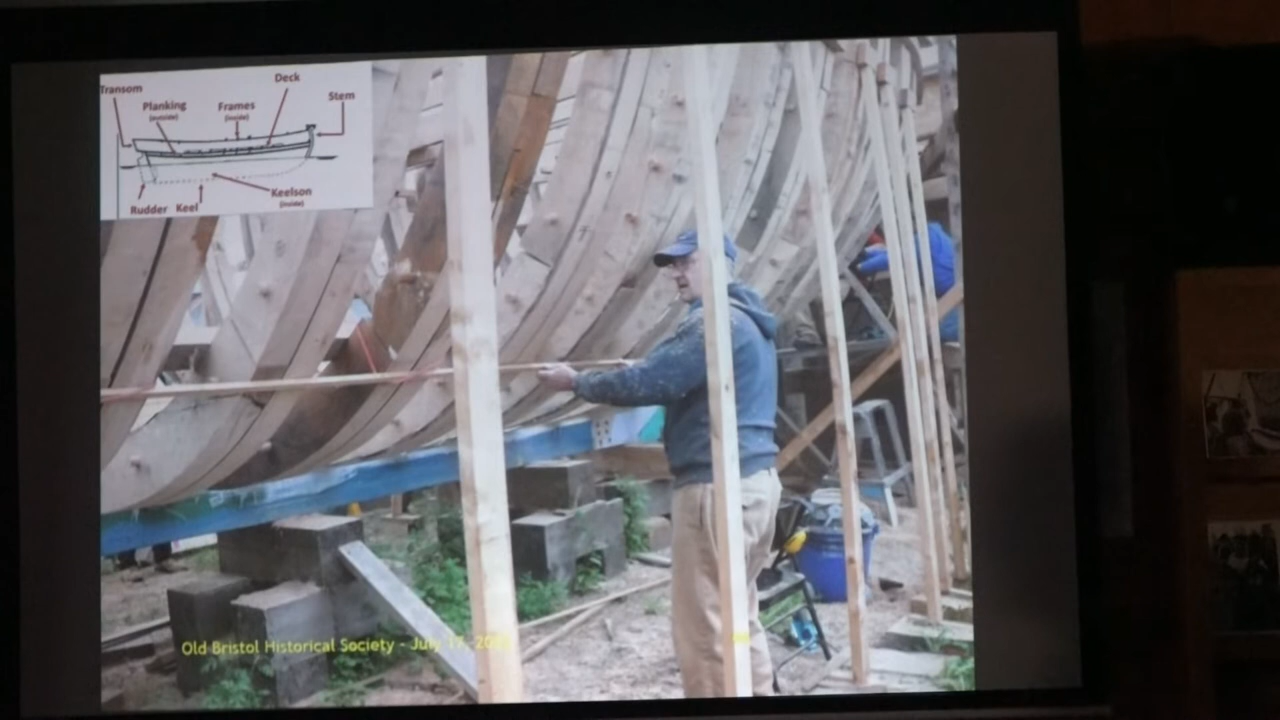 Deck
Transom
Stem
Planking
(outside)
Frames
(inside)
Keelson
(inside)
Rudder
Keel
Old Bristol Historical Society - July 17,